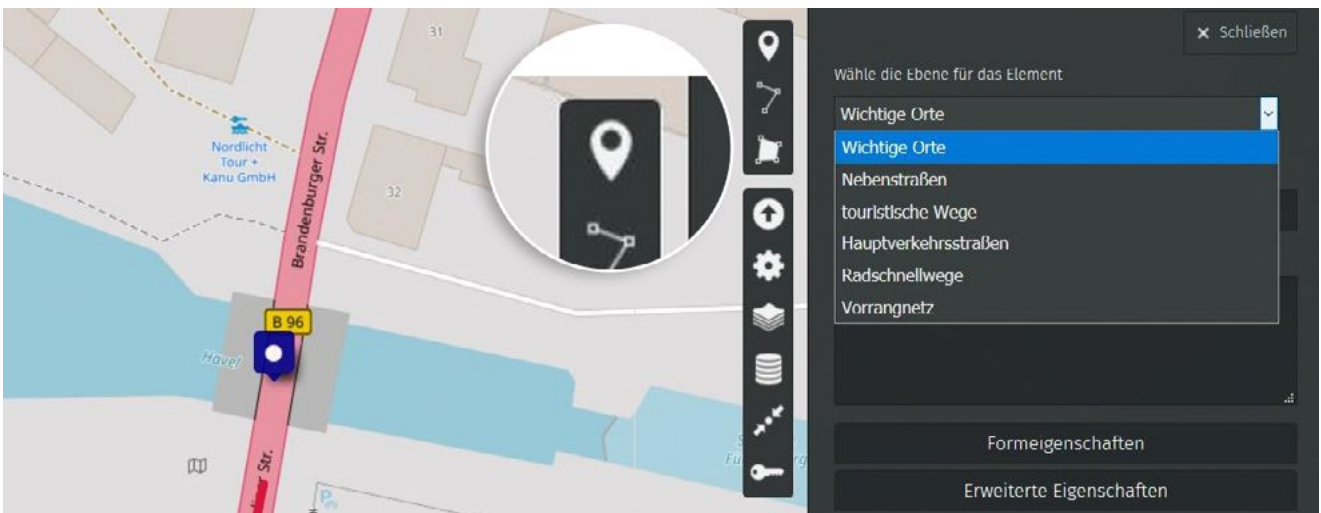 31
Nordlicht
Tour +
Kanu GmbH
32
Brandenburger Str.
B 96
Havel
Str.
P
× Schließen
Wähle die Ebene für das Element
Wichtige Orte
Wichtige Orte
Nebenstraßen
touristische Wege
Hauptverkehrsstraßen
Radschnellwege
Vorrangnetz
Formeigenschaften
Erweiterte Eigenschaften